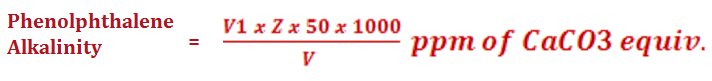 Phenolphthalene
Alkalinity = V1 x Z x 50 x 1000 / V ppm of CaCO3 equiv.